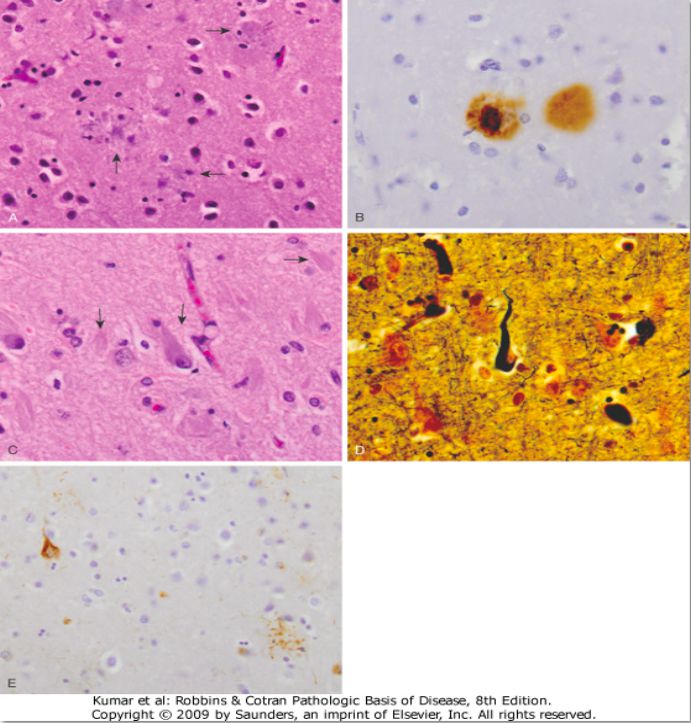 A
B
C
D
E
Kumar et al: Robbins & Cotran Pathologic Basis of Disease, 8th Edition.
Copyright © 2009 by Saunders, an imprint of Elsevier, Inc. All rights reserved.